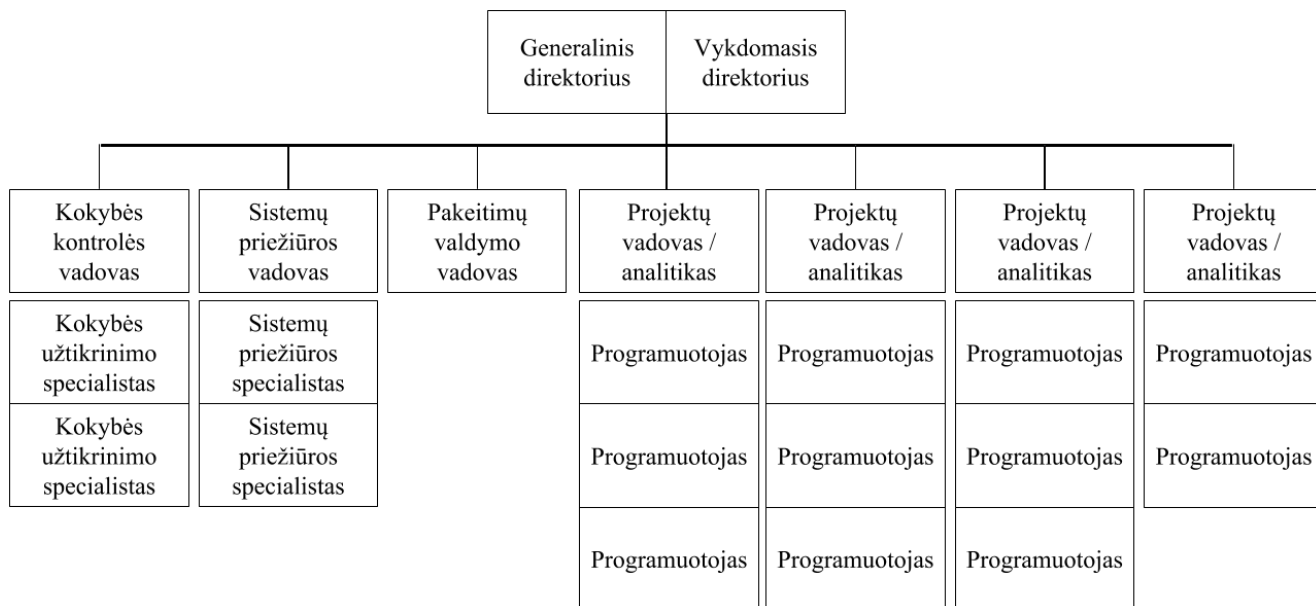 Generalinis
direktorius
Vykdomasis
direktorius
Kokybės
kontrolės
vadovas
Sistemų
priežiūros
vadovas
Pakeitimų
valdymo
vadovas
Projektų
vadovas /
analitikas
Projektų
vadovas /
analitikas
Projektų
vadovas /
analitikas
Projektų
vadovas /
analitikas
Kokybės
užtikrinimo
specialistas
Sistemų
priežiūros
specialistas
Programuotojas
Programuotojas
Programuotojas
Programuotojas
Kokybės
užtikrinimo
specialistas
Sistemų
priežiūros
specialistas
Programuotojas
Programuotojas
Programuotojas
Programuotojas
Programuotojas
Programuotojas
Programuotojas